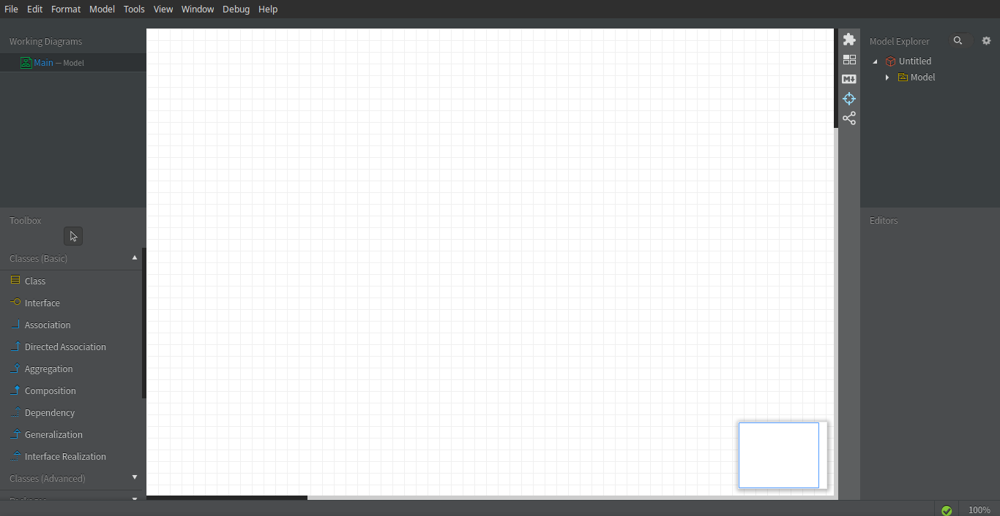 File Edit Format Model Tools View Window Debug Help
Working Diagrams
Main — Model
Toolbox
Classes (Basic)
Class
Interface
Association
Directed Association
Aggregation
Composition
Dependency
Generalization
Interface Realization
Classes (Advanced)
Packages
M
Model Explorer
Untitled
Model
Editors
100%